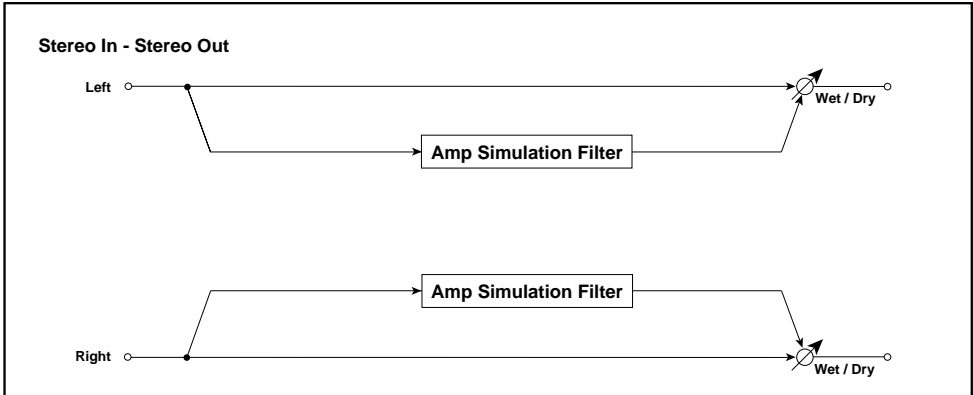 Stereo In - Stereo Out
Left
Wet / Dry
Amp Simulation Filter
Amp Simulation Filter
Right
Wet / Dry